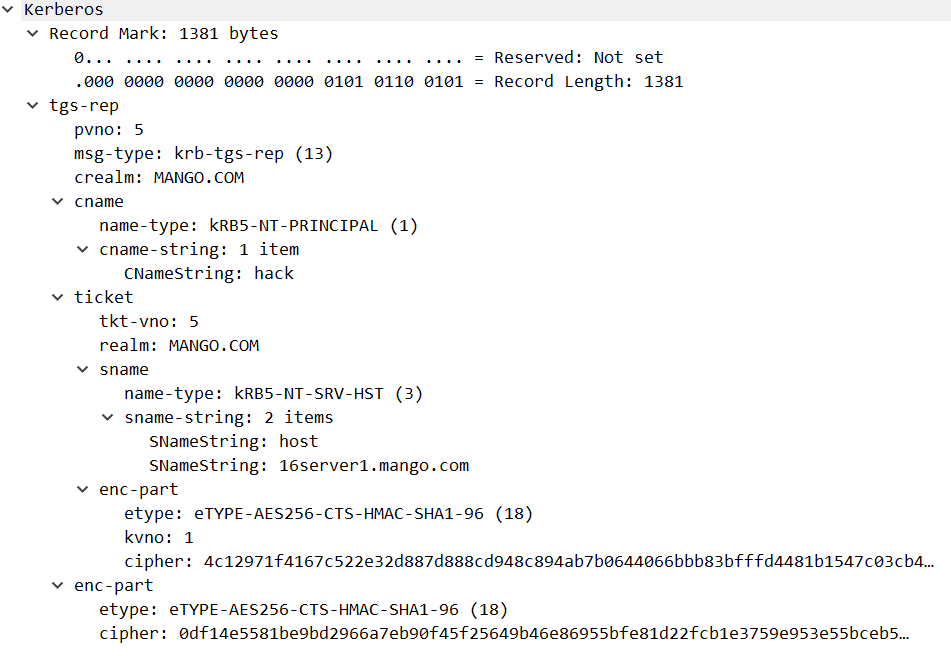 Kerberos
Record Mark: 1381 bytes
0... .... .... .... .... .... .... .... = Reserved: Not set
.000 0000 0000 0000 0000 0101 0110 0101 = Record Length: 1381
tgs-rep
pvno: 5
msg-type: krb-tgs-rep (13)
crealm: MANGO.COM
cname
name-type: kRB5-NT-PRINCIPAL (1)
cname-string: 1 item
CNameString: hack
ticket
tkt-vno: 5
realm: MANGO.COM
sname
name-type: kRB5-NT-SRV-HST (3)
sname-string: 2 items
SNameString: host
SNameString: 16server1.mango.com
enc-part
etype: eTYPE-AES256-CTS-HMAC-SHA1-96 (18)
kvno: 1
cipher: 4c12971f4167c522e32d887d888cd948c894ab7b0644066bbb83bfffd4481b1547c03cb4…
enc-part
etype: eTYPE-AES256-CTS-HMAC-SHA1-96 (18)
cipher: 0df14e5581be9bd2966a7eb90f45f25649b46e86955bfe81d22fcb1e3759e953e55bceb5…